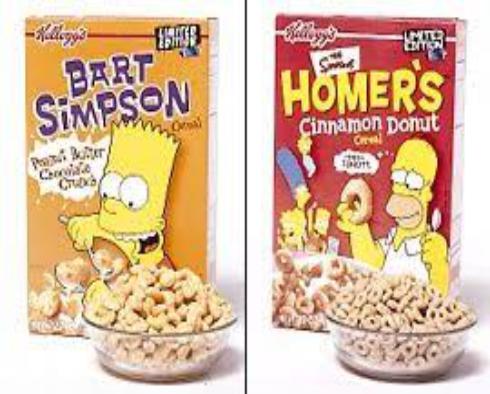 Kellogg's
LIMITED
EDITION
BART
SIMPSON
Cereal
Peanut Butter
Chocolate
Crunch
Kellogg's
LIMITED
EDITION
THE
Simpsons
HOMER'S
Cinnamon Donut
Cereal